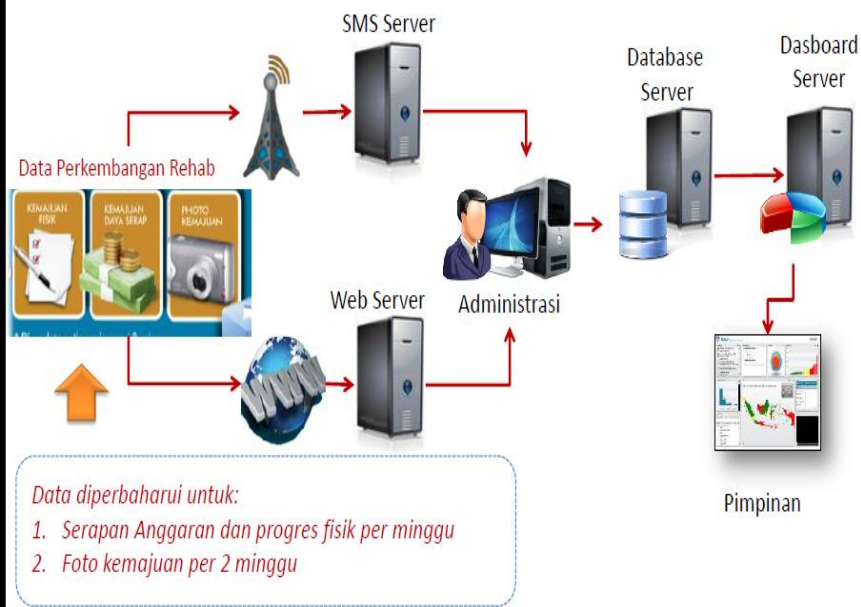 SMS Server
Database
Server
Dasboard
Server
Data Perkembangan Rehab
KEMAJUAN
FISIK
KEMAJUAN
DAYA SERAP
PHOTO
KEMAJUAN
Web Server
Administrasi
WWW
Pimpinan
Data diperbaharui untuk:
1. Serapan Anggaran dan progres fisik per minggu
2. Foto kemajuan per 2 minggu